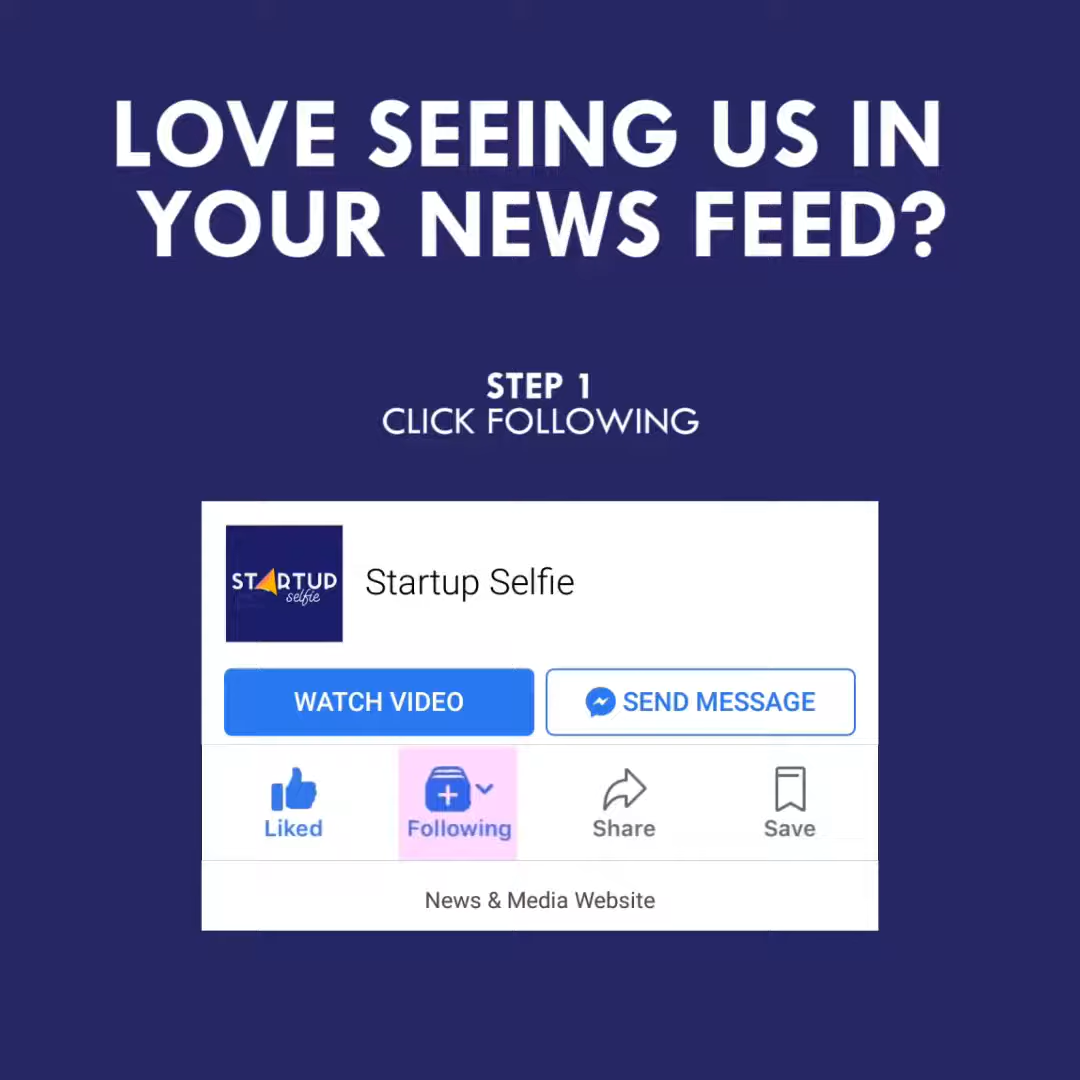 LOVE SEEING US IN
YOUR NEWS FEED?
STEP 1
CLICK FOLLOWING
STARTUP
selfie
Startup Selfie
WATCH VIDEO
SEND MESSAGE
Liked
Following
Share
Save
News & Media Website